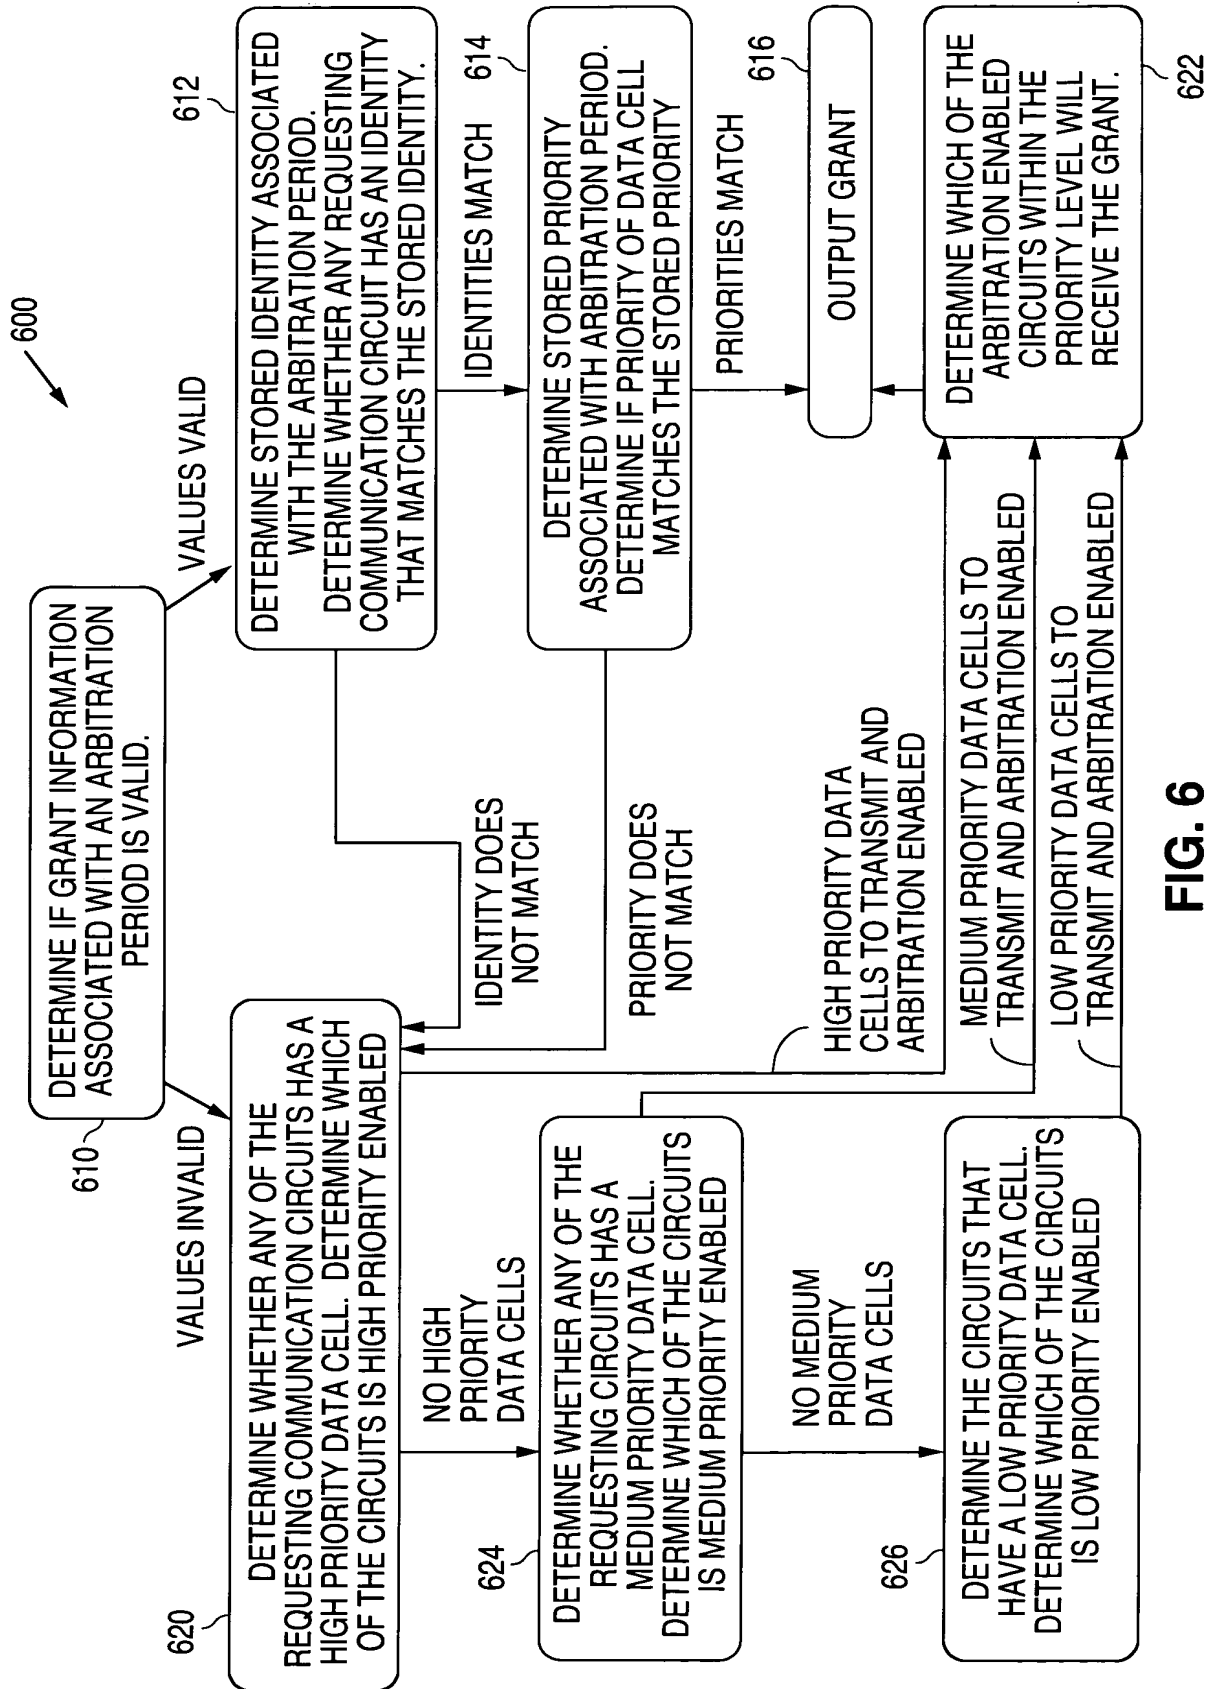 600
DETERMINE IF GRANT INFORMATION
ASSOCIATED WITH AN ARBITRATION
PERIOD IS VALID.
610
VALUES INVALID
VALUES VALID
620
DETERMINE WHETHER ANY OF THE
REQUESTING COMMUNICATION CIRCUITS HAS A
HIGH PRIORITY DATA CELL. DETERMINE WHICH
OF THE CIRCUITS IS HIGH PRIORITY ENABLED
612
DETERMINE STORED IDENTITY ASSOCIATED
WITH THE ARBITRATION PERIOD.
DETERMINE WHETHER ANY REQUESTING
COMMUNICATION CIRCUIT HAS AN IDENTITY
THAT MATCHES THE STORED IDENTITY.
IDENTITY DOES
NOT MATCH
IDENTITIES MATCH
NO HIGH
PRIORITY
DATA CELLS
624
DETERMINE WHETHER ANY OF THE
REQUESTING CIRCUITS HAS A
MEDIUM PRIORITY DATA CELL.
DETERMINE WHICH OF THE CIRCUITS
IS MEDIUM PRIORITY ENABLED
614
DETERMINE STORED PRIORITY
ASSOCIATED WITH ARBITRATION PERIOD.
DETERMINE IF PRIORITY OF DATA CELL
MATCHES THE STORED PRIORITY
PRIORITY DOES
NOT MATCH
PRIORITIES MATCH
616
OUTPUT GRANT
NO MEDIUM
PRIORITY
DATA CELLS
HIGH PRIORITY DATA
CELLS TO TRANSMIT AND
ARBITRATION ENABLED
626
DETERMINE THE CIRCUITS THAT
HAVE A LOW PRIORITY DATA CELL.
DETERMINE WHICH OF THE CIRCUITS
IS LOW PRIORITY ENABLED
MEDIUM PRIORITY DATA CELLS TO
TRANSMIT AND ARBITRATION ENABLED
LOW PRIORITY DATA CELLS TO
TRANSMIT AND ARBITRATION ENABLED
DETERMINE WHICH OF THE
ARBITRATION ENABLED
CIRCUITS WITHIN THE
PRIORITY LEVEL WILL
RECEIVE THE GRANT.
622
FIG. 6